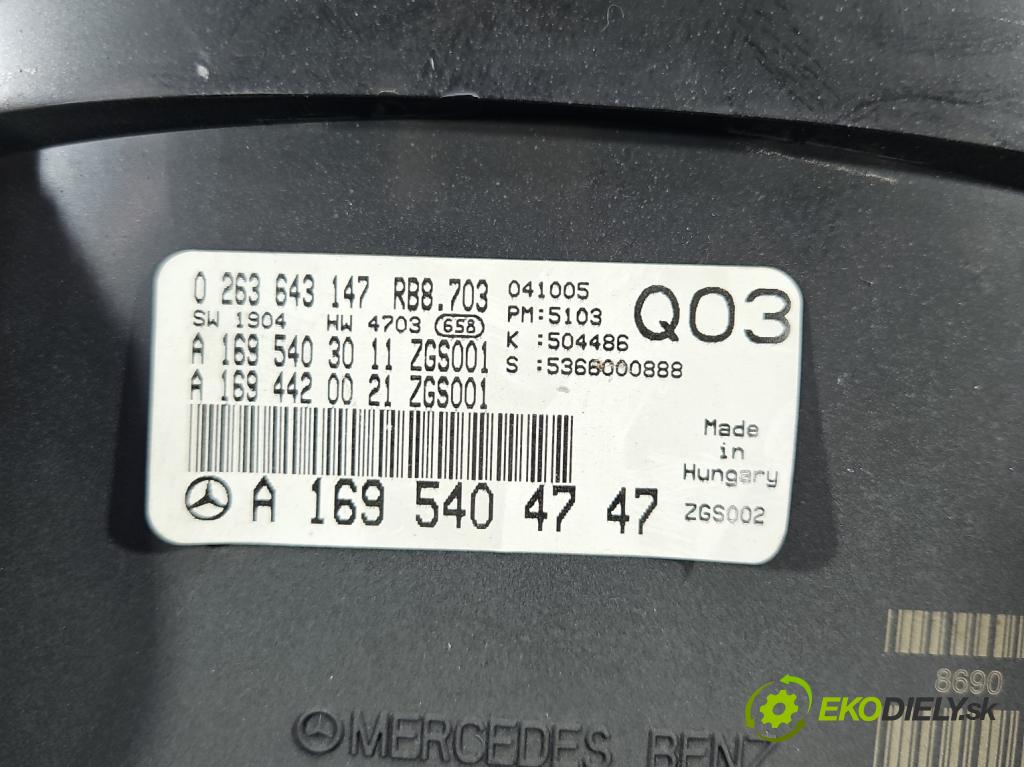 0 263 643 147 RB8.703 041005 Q03
SW 1904 HW 4703 658 PM:5103
A 169 540 30 11 ZGS001 K :504486
A 169 442 00 21 ZGS001 S :5366000888
Made
in
Hungary
A 169 540 47 47 ZGS002
8690
MERCEDES BENZ
EKODIELY.sk